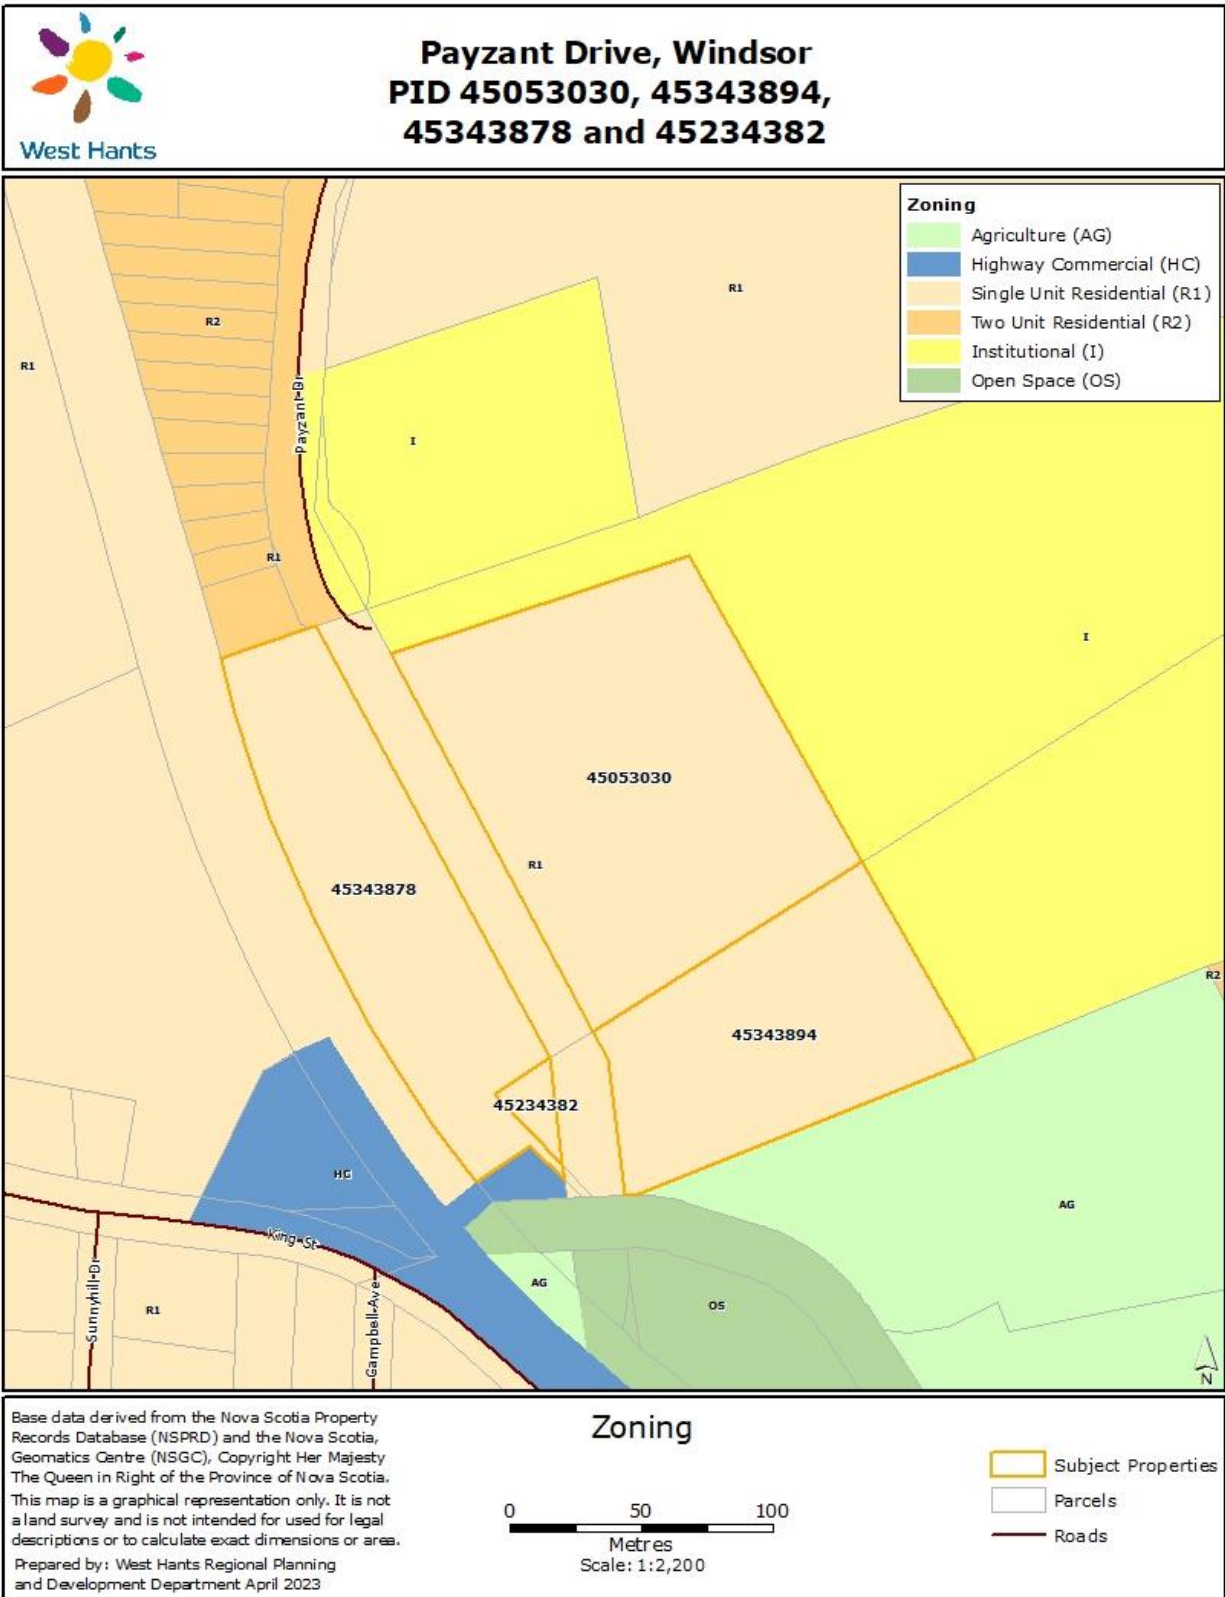 West Hants
Payzant Drive, Windsor
PID 45053030, 45343894,
45343878 and 45234382
Zoning
Agriculture (AG)
Highway Commercial (HC)
Single Unit Residential (R1)
Two Unit Residential (R2)
Institutional (I)
Open Space (OS)
R1
R2
R1
Payzant Dr
I
R1
I
45053030
R1
45343878
R2
45343894
45234382
HC
AG
King St
AG
OS
R1
Sunnyhill Dr
Campbell Ave
N
Base data derived from the Nova Scotia Property
Records Database (NSPRD) and the Nova Scotia,
Geomatics Centre (NSGC), Copyright Her Majesty
The Queen in Right of the Province of Nova Scotia.
This map is a graphical representation only. It is not
a land survey and is not intended for used for legal
descriptions or to calculate exact dimensions or area.
Prepared by: West Hants Regional Planning
and Development Department April 2023
Zoning
0 50 100
Metres
Scale: 1:2,200
Subject Properties
Parcels
Roads